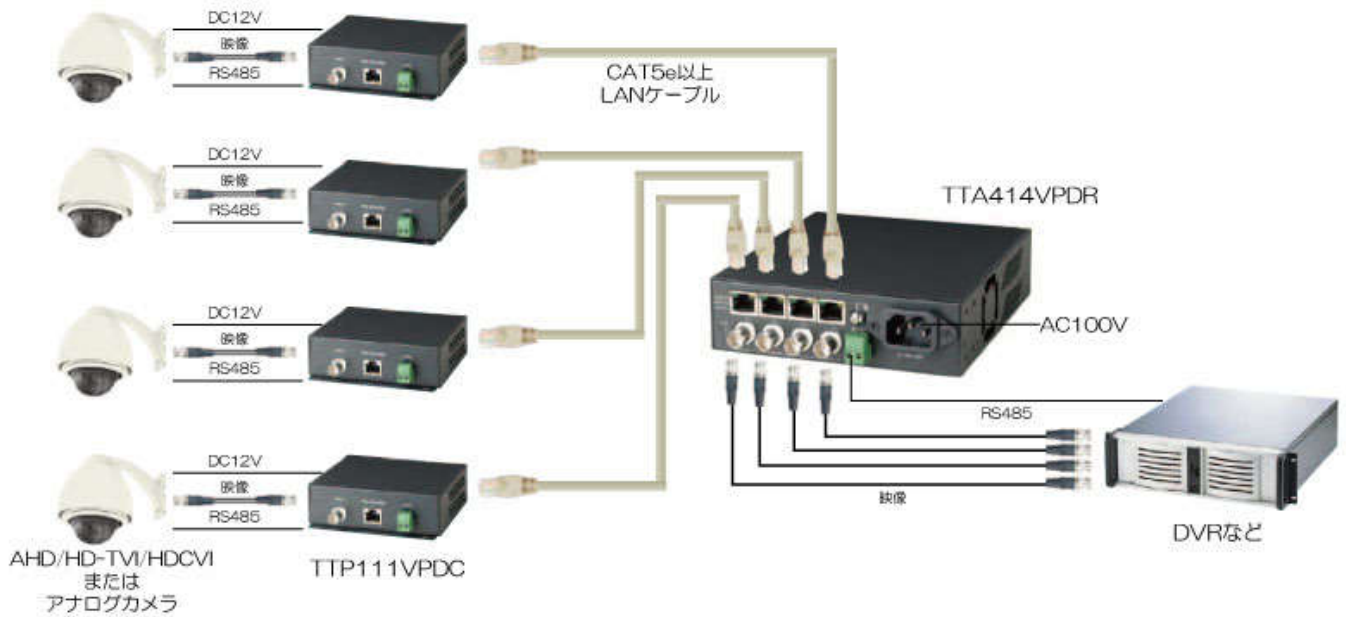 DC12V
映像
RS485
CAT5e以上
LANケーブル
DC12V
映像
RS485
TTA414VPDR
DC12V
映像
RS485
AC100V
RS485
DC12V
映像
RS485
映像
DVRなど
AHD/HD-TVI/HDCVI
または
アナログカメラ
TTP111VPDC